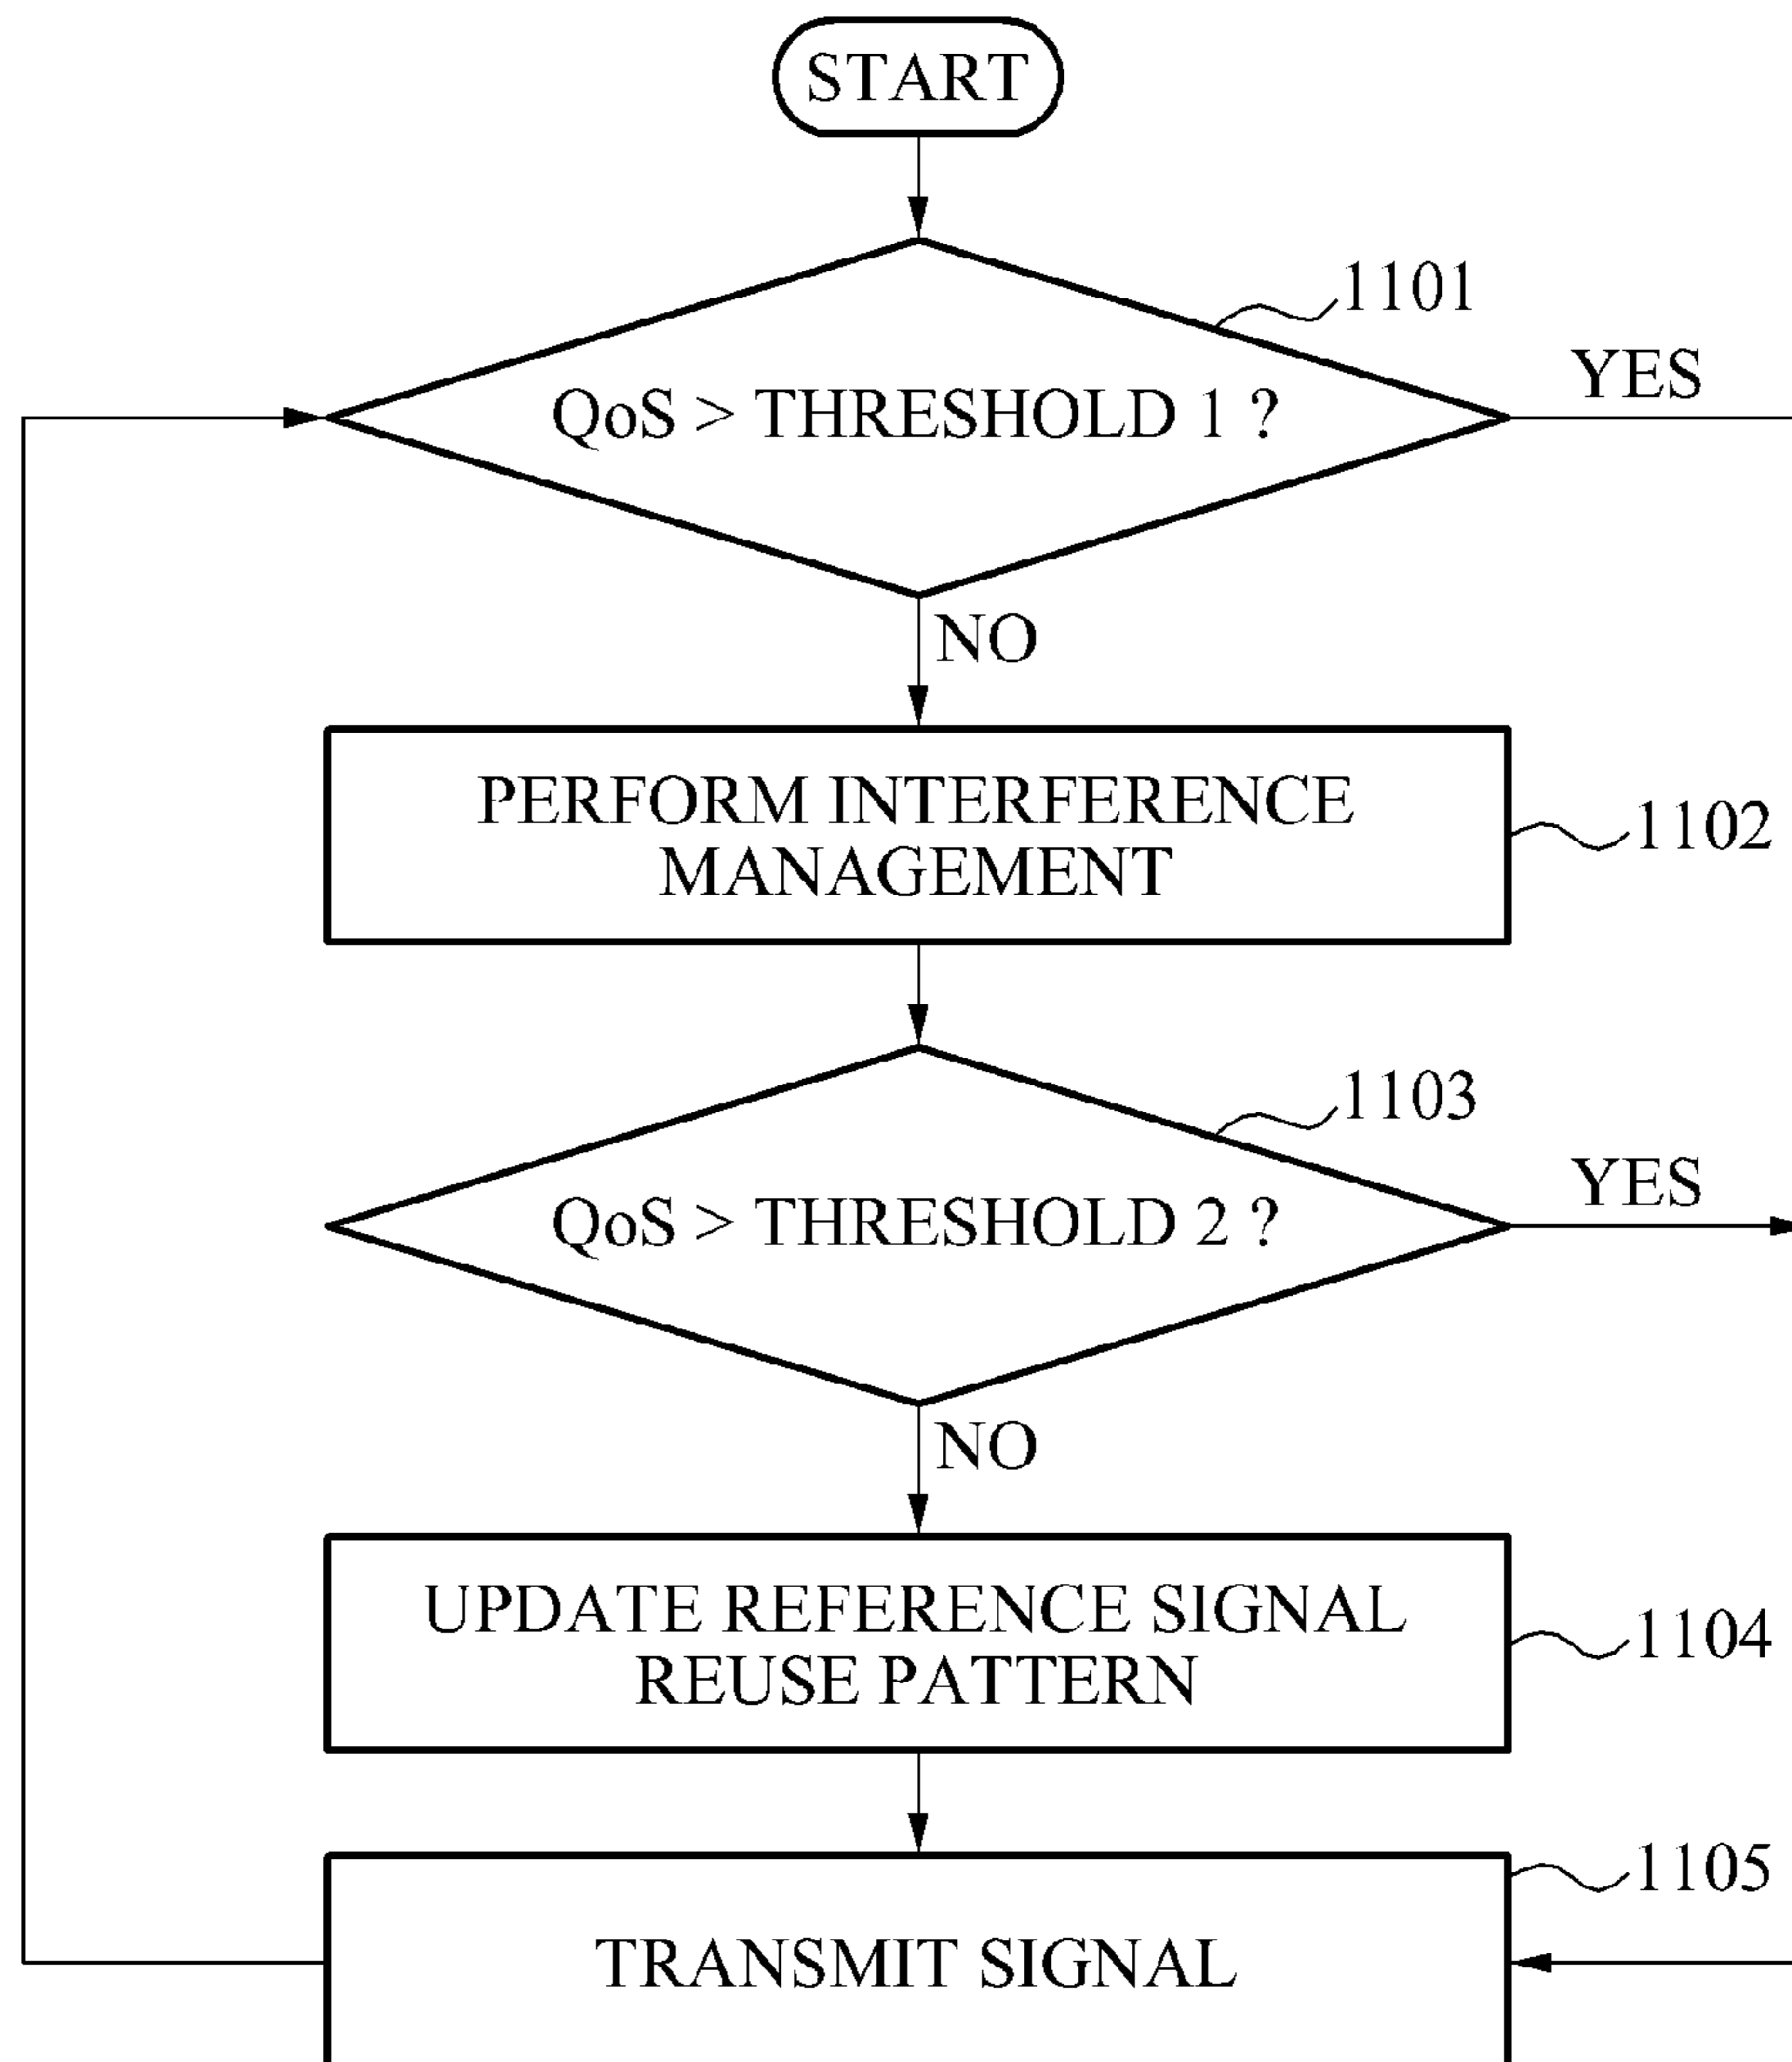 START
1101
QoS > THRESHOLD 1 ?
YES
NO
PERFORM INTERFERENCE
MANAGEMENT
1102
1103
QoS > THRESHOLD 2 ?
YES
NO
UPDATE REFERENCE SIGNAL
REUSE PATTERN
1104
1105
TRANSMIT SIGNAL